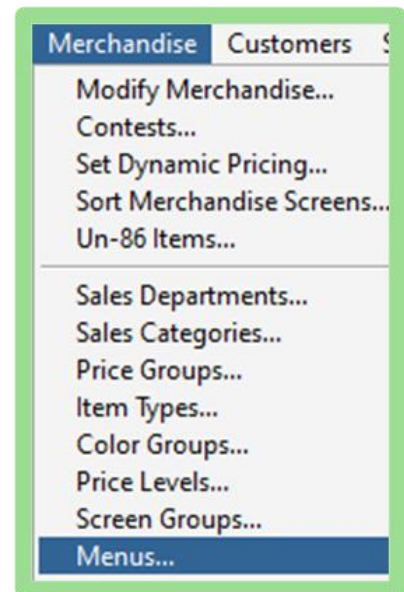 Merchandise Customers
Modify Merchandise...
Contests...
Set Dynamic Pricing...
Sort Merchandise Screens...
Un-86 Items...
Sales Departments...
Sales Categories...
Price Groups...
Item Types...
Color Groups...
Price Levels...
Screen Groups...
Menus...